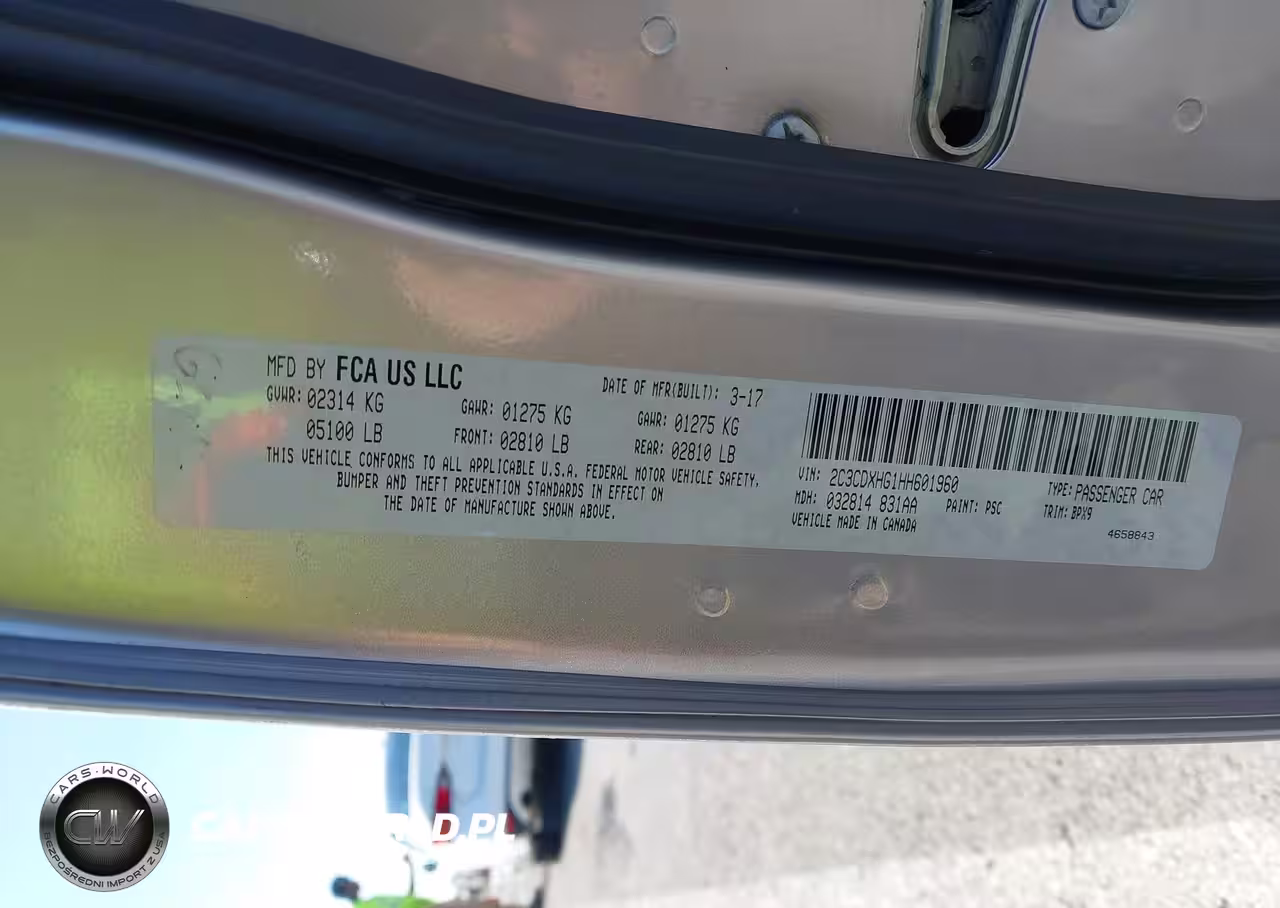 MFD BY FCA US LLC
DATE OF MFR(BUILT): 3-17
GVWR: 02314 KG
GAWR: 01275 KG
GAWR: 01275 KG
05100 LB
FRONT: 02810 LB
REAR: 02810 LB
THIS VEHICLE CONFORMS TO ALL APPLICABLE U.S.A. FEDERAL MOTOR VEHICLE SAFETY,
BUMPER AND THEFT PREVENTION STANDARDS IN EFFECT ON
THE DATE OF MANUFACTURE SHOWN ABOVE.
VIN: 2C3CDXHG1HH601960
TYPE: PASSENGER CAR
MDH: 032814 831AA
PAINT: PSC
TRIM: BPX9
VEHICLE MADE IN CANADA
4658843
CARS-WORLD
CW
BEZPOŚREDNI IMPORT Z USA
CARS-WORLD.PL